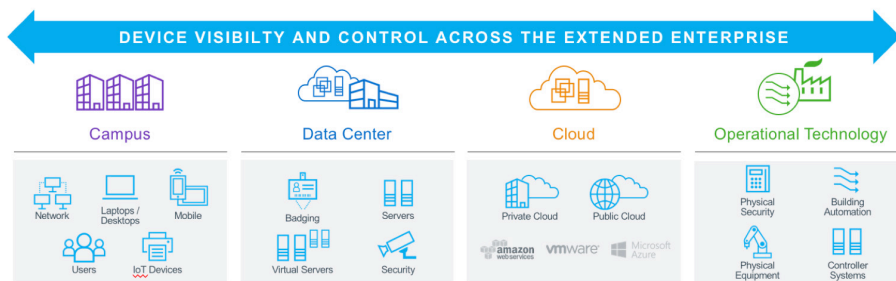 DEVICE VISIBILTY AND CONTROL ACROSS THE EXTENDED ENTERPRISE
Campus
Data Center
Cloud
Operational Technology
Network
Laptops /
Desktops
Mobile
Users
IoT Devices
Badging
Servers
Virtual Servers
Security
Private Cloud
Public Cloud
amazon
webservices
vmware®
Microsoft
Azure
Physical
Security
Building
Automation
Physical
Equipment
Controller
Systems